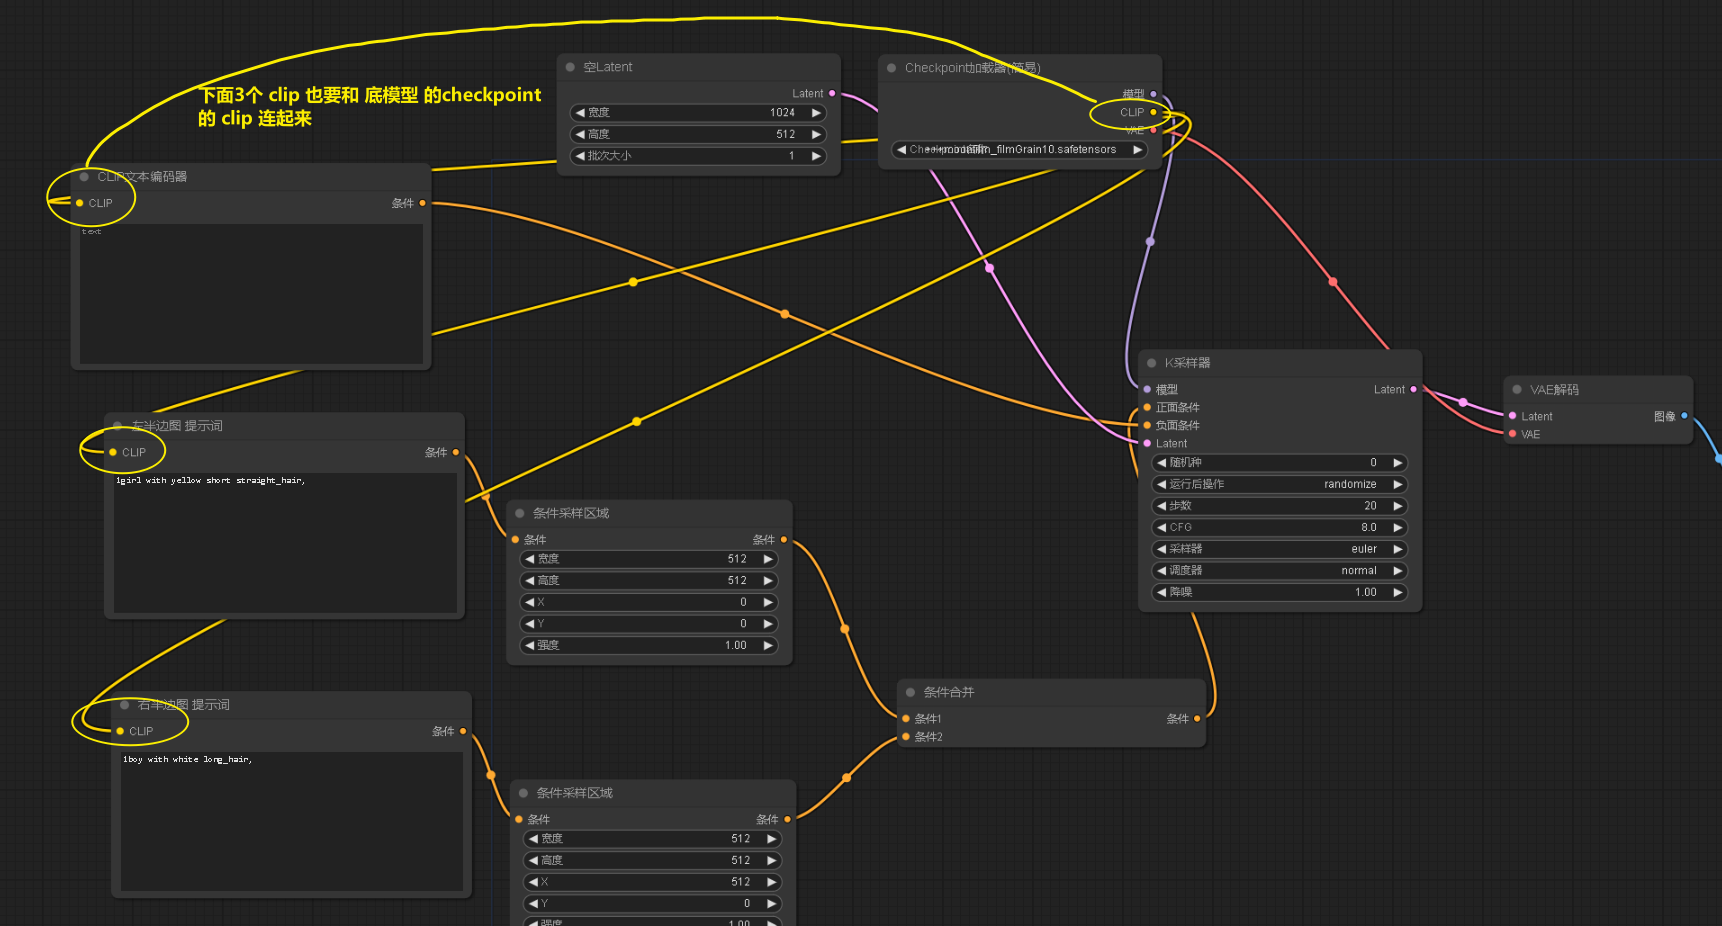 下面3个 clip 也要和 底模型 的checkpoint
的 clip 连起来
空Latent
Latent
宽度 1024
高度 512
批次大小 1
Checkpoint加载器(简易)
模型
CLIP
VAE
filmGrain10.safetensors
CLIP文本编码器
CLIP 条件
text
左半边图 提示词
CLIP 条件
1girl with yellow short straight_hair,
条件采样区域
条件 条件
宽度 512
高度 512
X 0
Y 0
强度 1.00
右半边图 提示词
CLIP 条件
1boy with white long_hair,
条件采样区域
条件 条件
宽度 512
高度 512
X 512
Y 0
强度 1.00
条件合并
条件1 条件
条件2
K采样器
模型 Latent
正面条件
负面条件
Latent
随机种 0
运行后操作 randomize
步数 20
CFG 8.0
采样器 euler
调度器 normal
降噪 1.00
VAE解码
Latent 图像
VAE